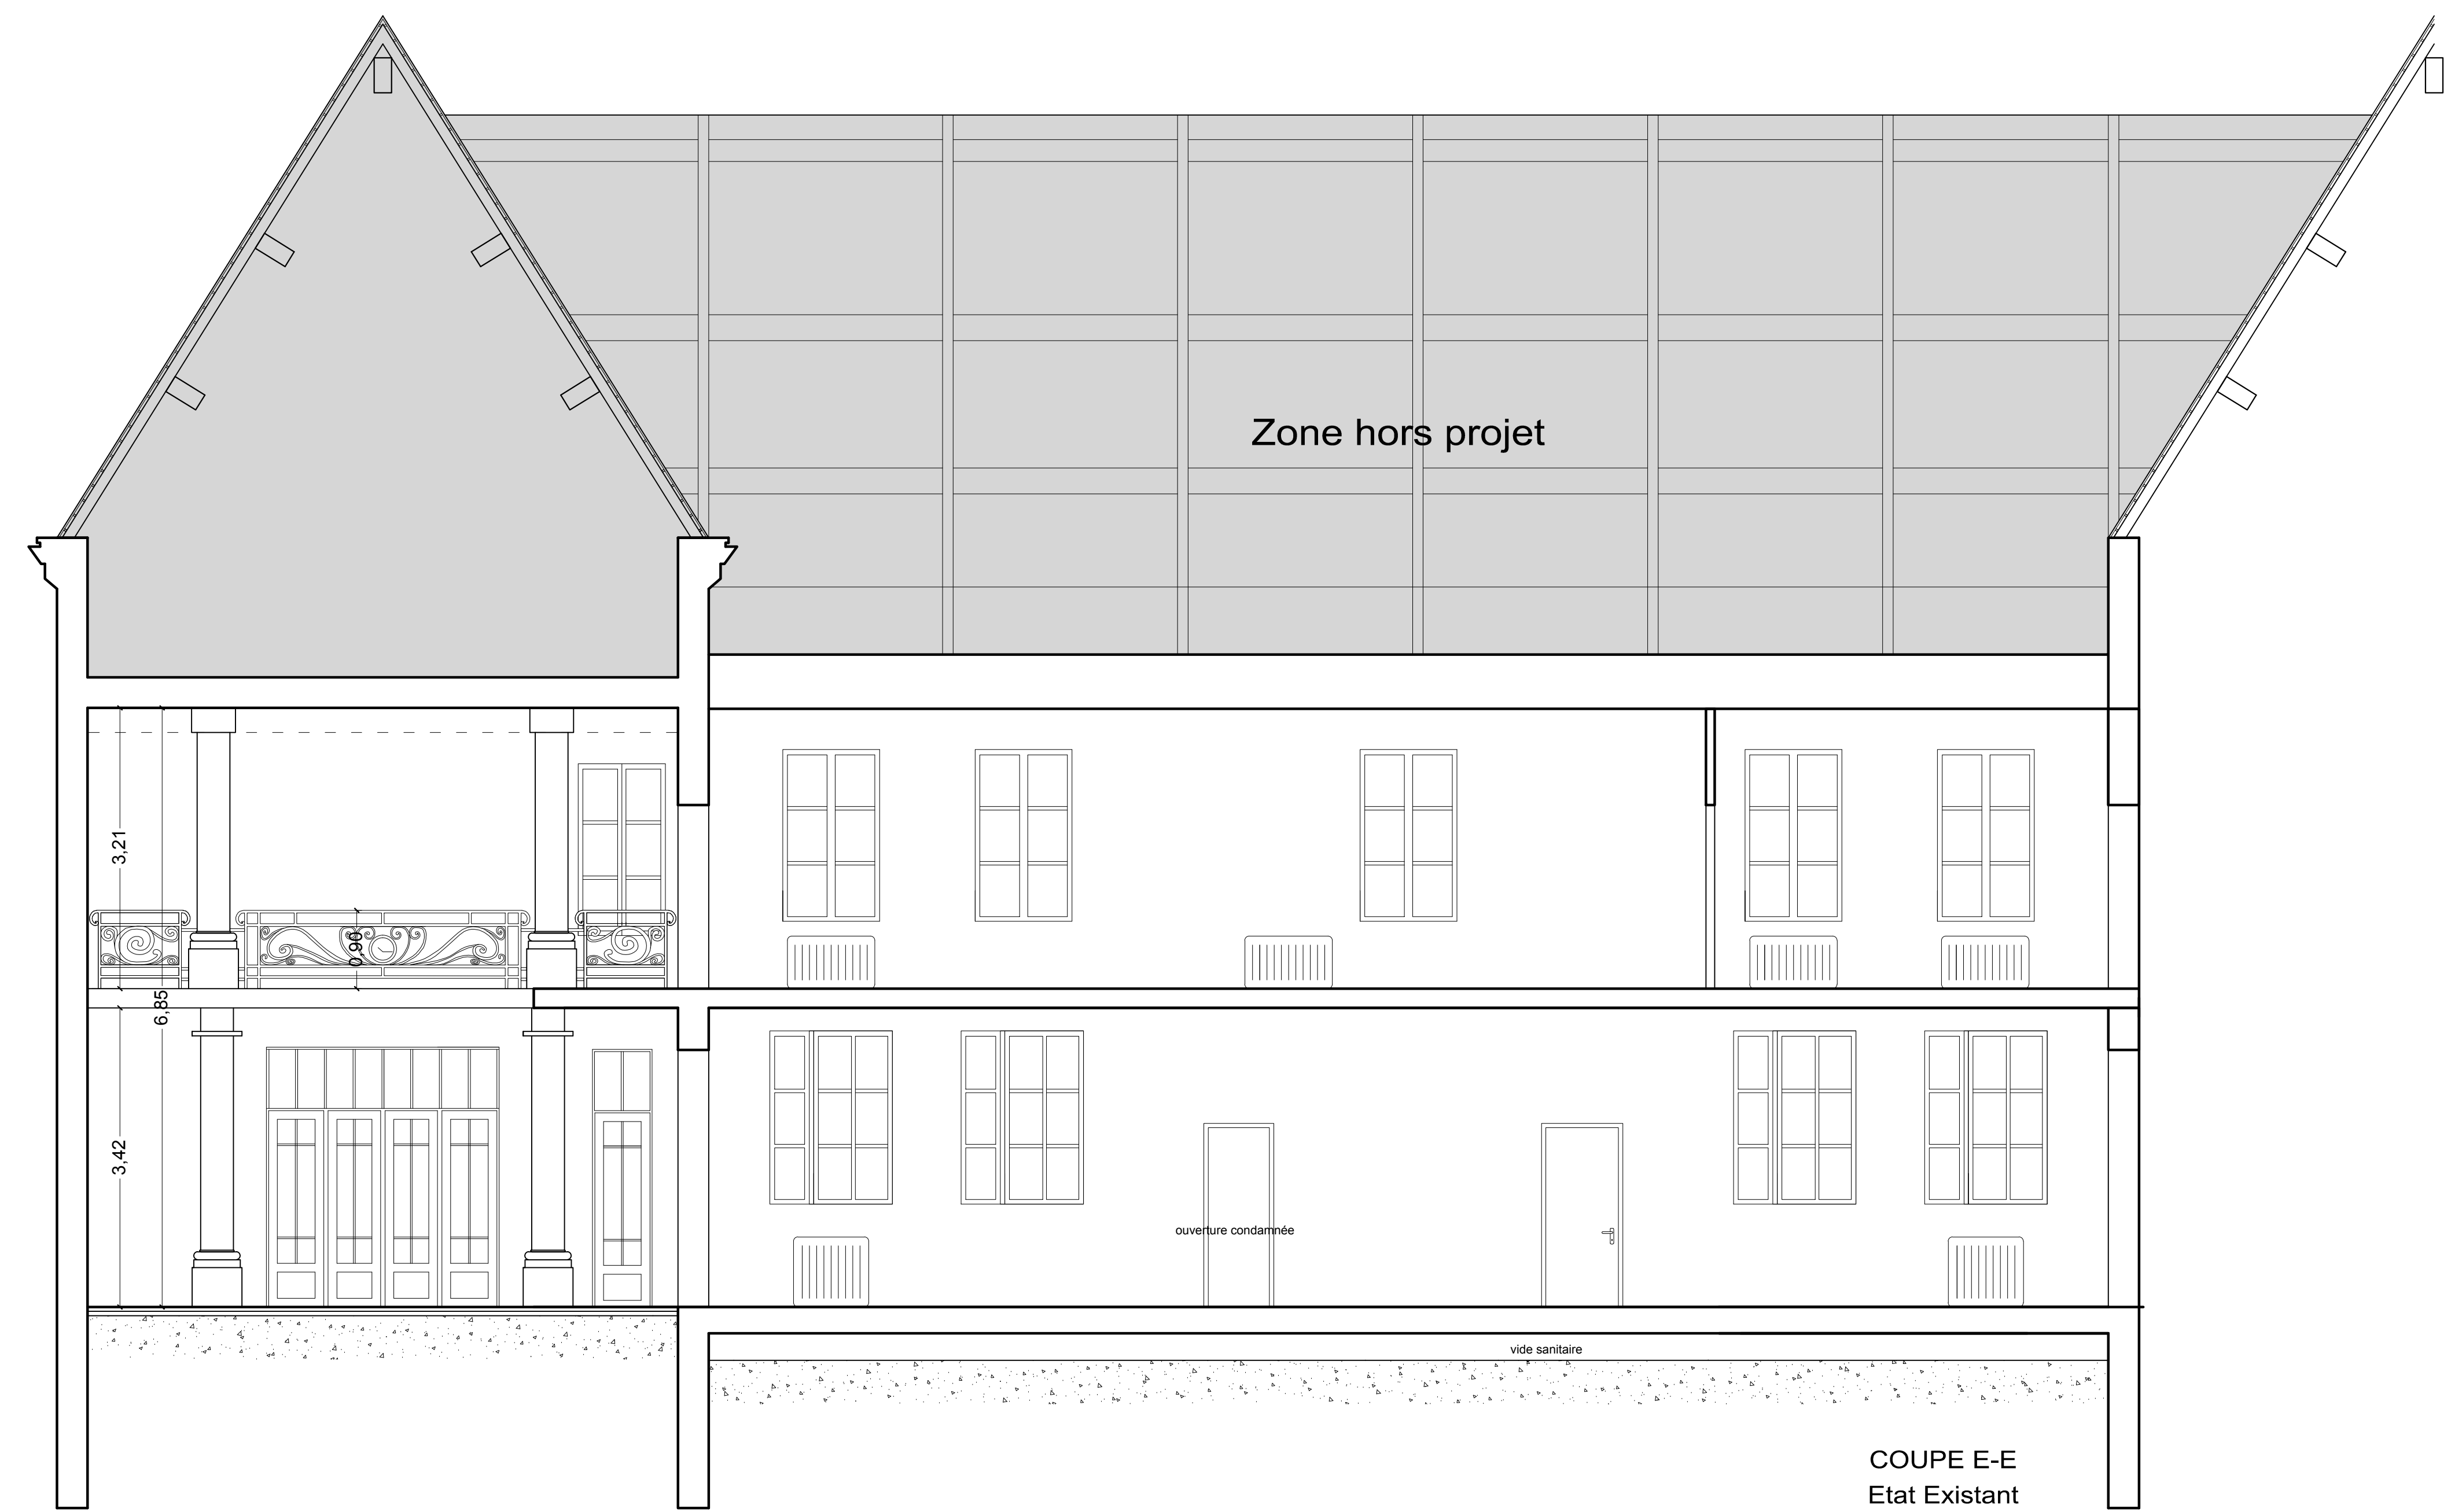 Zone hors projet
3,21
0,90
6,85
3,42
ouverture condamnée
vide sanitaire
COUPE E-E
Etat Existant